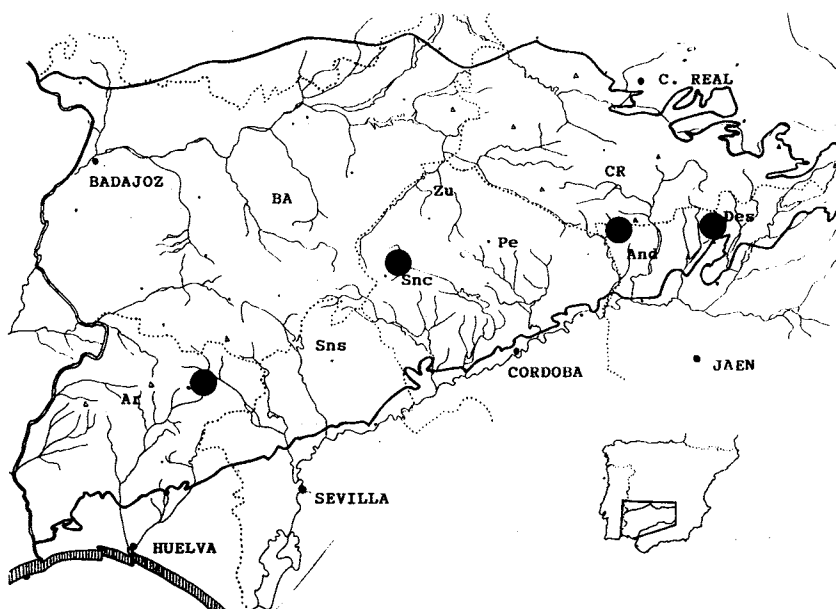 C. REAL
BADAJOZ
CR
BA
Zu
Des
Pe
And
Snc
Sns
CORDOBA
JAEN
Ar
SEVILLA
HUELVA